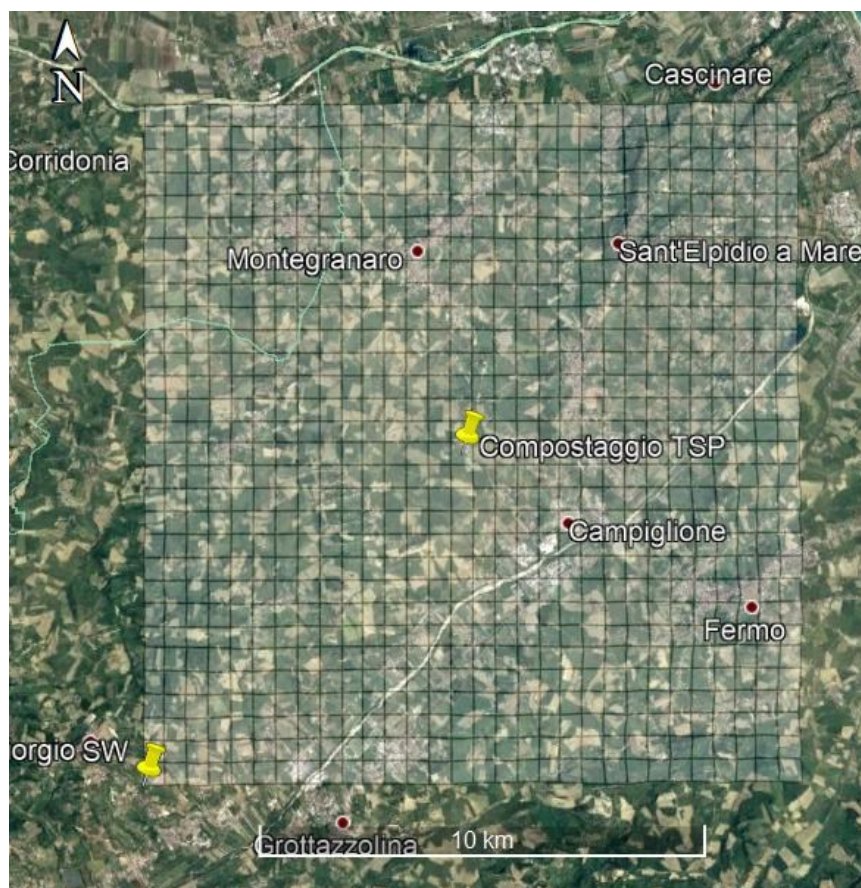 Cascinare
N
Corridonia
Montegranaro
Sant'Elpidio a Mare
Compostaggio TSP
Campiglione
Fermo
orgio SW
Grottazzolina
10 km